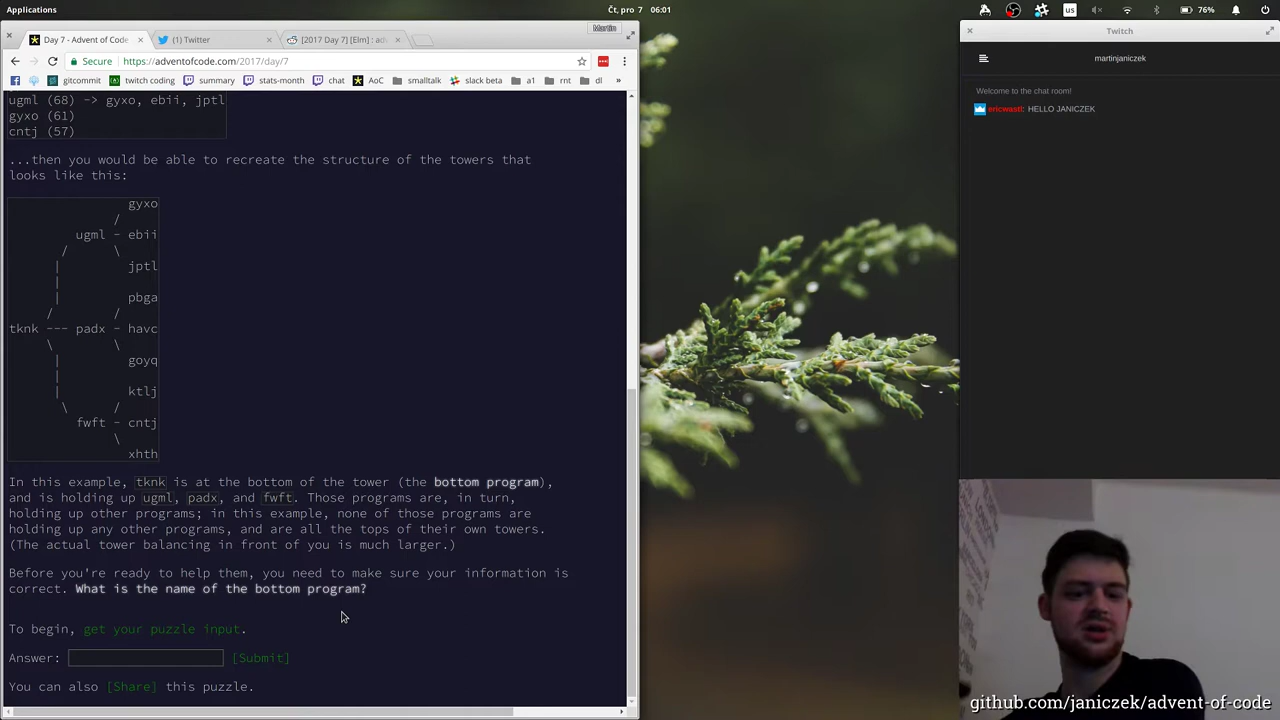 Applications
Čt, pro 7 06:01
us
76%
Martin
Day 7 - Advent of Code
(1) Twitter
[2017 Day 7] [Elm] : adv
Secure
https://adventofcode.com/2017/day/7
gitcommit
twitch coding
summary
stats-month
chat
AoC
smalltalk
slack beta
a1
rnt
dl
»
ugml (68) -> gyxo, ebii, jptl
gyxo (61)
cntj (57)
...then you would be able to recreate the structure of the towers that
looks like this:
gyxo
/
ugml - ebii
/ \
| jptl
|
| pbga
/ /
tknk --- padx - havc
\ \
| goyq
|
| ktlj
\ /
fwft - cntj
\
xhth
In this example, tknk is at the bottom of the tower (the bottom program),
and is holding up ugml, padx, and fwft. Those programs are, in turn,
holding up other programs; in this example, none of those programs are
holding up any other programs, and are all the tops of their own towers.
(The actual tower balancing in front of you is much larger.)
Before you're ready to help them, you need to make sure your information is
correct. What is the name of the bottom program?
To begin, get your puzzle input.
Answer: [Submit]
You can also [Share] this puzzle.
Twitch
martinjaniczek
Welcome to the chat room!
ericwastl: HELLO JANICZEK
github.com/janiczek/advent-of-code